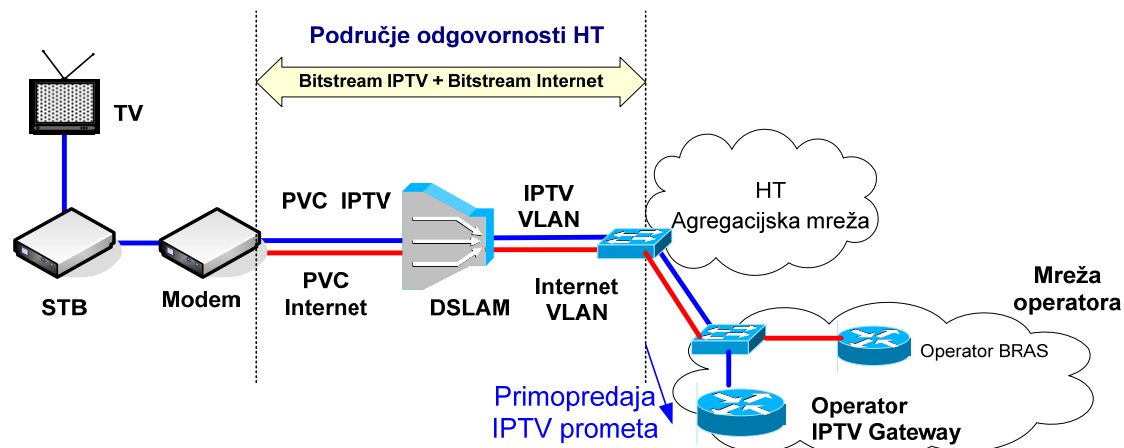 Područje odgovornosti HT
Bitstream IPTV + Bitstream Internet
TV
PVC IPTV
IPTV
VLAN
HT
Agregacijska mreža
STB
Modem
PVC
Internet
DSLAM
Internet
VLAN
Mreža
operatora
Operator BRAS
Primopredaja
IPTV prometa
Operator
IPTV Gateway